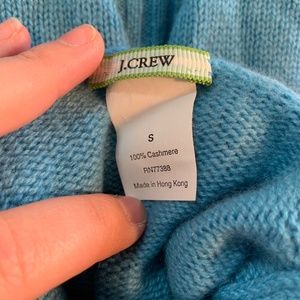 J.CREW
S
100% Cashmere
RN77388
Made in Hong Kong